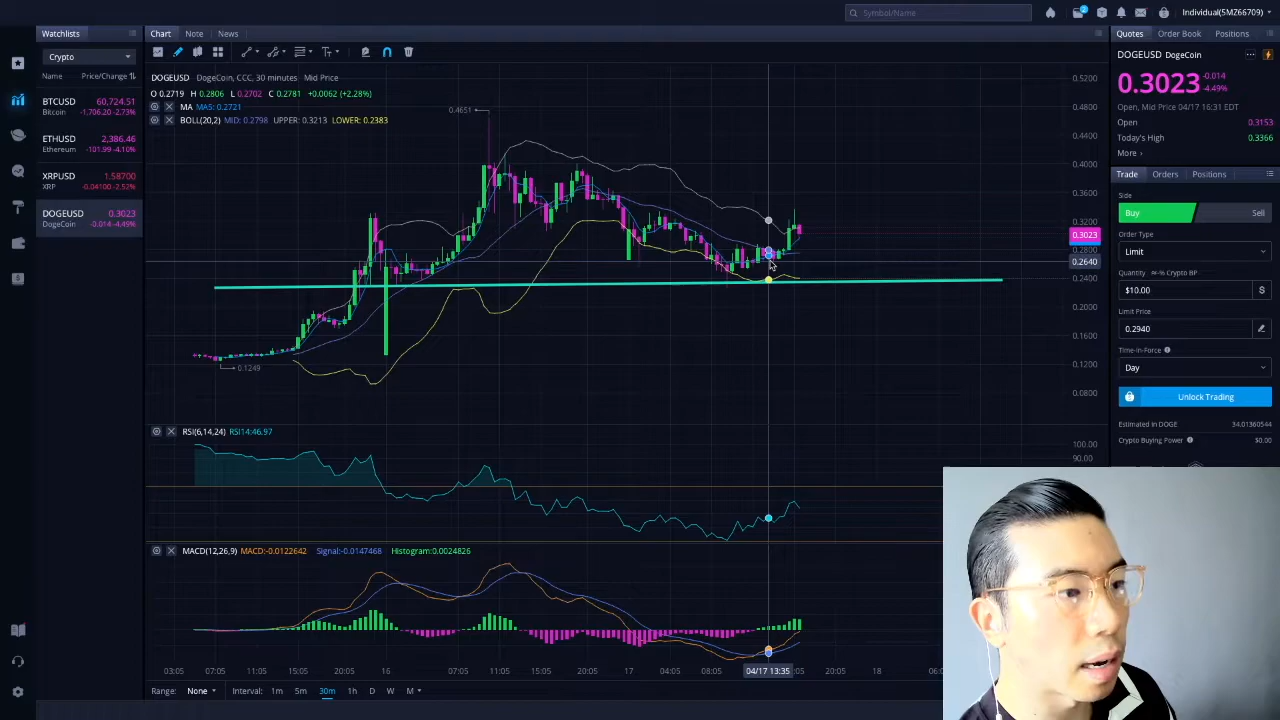 Symbol/Name
2
Individual(5MZ66709)
Watchlists
Crypto
Name Price/Change
BTCUSD 60,724.51
Bitcoin -1,706.20 -2.73%
ETHUSD 2,386.46
Ethereum -101.99 -4.10%
XRPUSD 1.58700
XRP -0.04100 -2.52%
DOGEUSD 0.3023
DogeCoin -0.014 -4.49%
Chart Note News
DOGEUSD DogeCoin, CCC, 30 minutes Mid Price
O 0.2719 H 0.2806 L 0.2702 C 0.2781 +0.0062 (+2.28%)
MA MA5: 0.2721
BOLL(20,2) MID: 0.2798 UPPER: 0.3213 LOWER: 0.2383
0.4651
0.1249
0.5200
0.4800
0.4400
0.4000
0.3600
0.3200
0.3023
0.2800
0.2640
0.2400
0.2000
0.1600
0.1200
0.0800
RSI(6,14,24) RSI14:46.97
100.00
90.00
MACD(12,26,9) MACD:-0.0122642 Signal:-0.0147468 Histogram:0.0024826
03:05 07:05 11:05 15:05 20:05 16 07:05 11:05 15:05 20:05 17 04:05 08:05 04/17 13:35 :05 20:05 18
Range: None Interval: 1m 5m 30m 1h D W M
Quotes Order Book Positions
DOGEUSD DogeCoin
0.3023 -0.014
-4.49%
Open, Mid Price 04/17 16:31 EDT
Open 0.3153
Today's High 0.3366
More
Trade Orders Positions
Side
Buy Sell
Order Type
Limit
Quantity ≈-% Crypto BP
$10.00 $
Limit Price
0.2940
Time-in-Force
Day
Unlock Trading
Estimated in DOGE 34.01360544
Crypto Buying Power $0.00